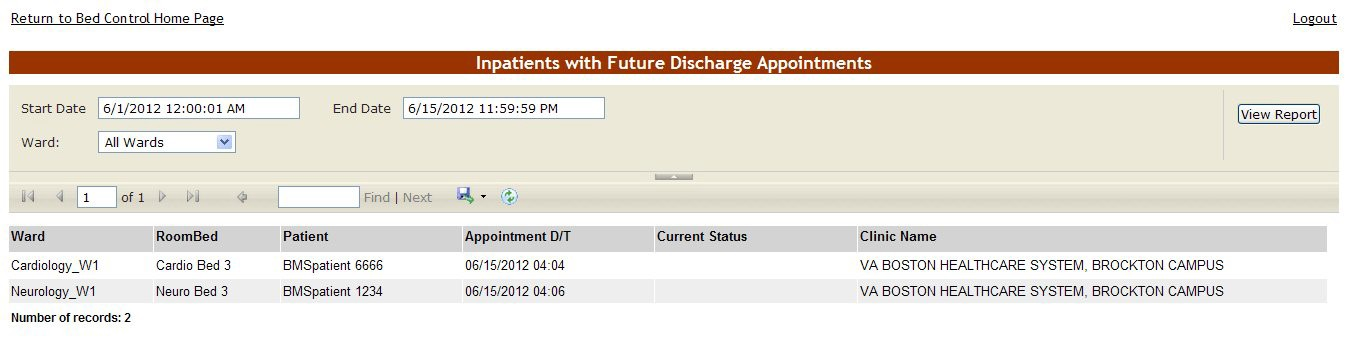 Return to Bed Control Home Page Logout
Inpatients with Future Discharge Appointments
Start Date 6/1/2012 12:00:01 AM End Date 6/15/2012 11:59:59 PM View Report
Ward: All Wards
1 of 1 Find | Next
Ward RoomBed Patient Appointment D/T Current Status Clinic Name
Cardiology_W1 Cardio Bed 3 BMSpatient 6666 06/15/2012 04:04 VA BOSTON HEALTHCARE SYSTEM, BROCKTON CAMPUS
Neurology_W1 Neuro Bed 3 BMSpatient 1234 06/15/2012 04:06 VA BOSTON HEALTHCARE SYSTEM, BROCKTON CAMPUS
Number of records: 2